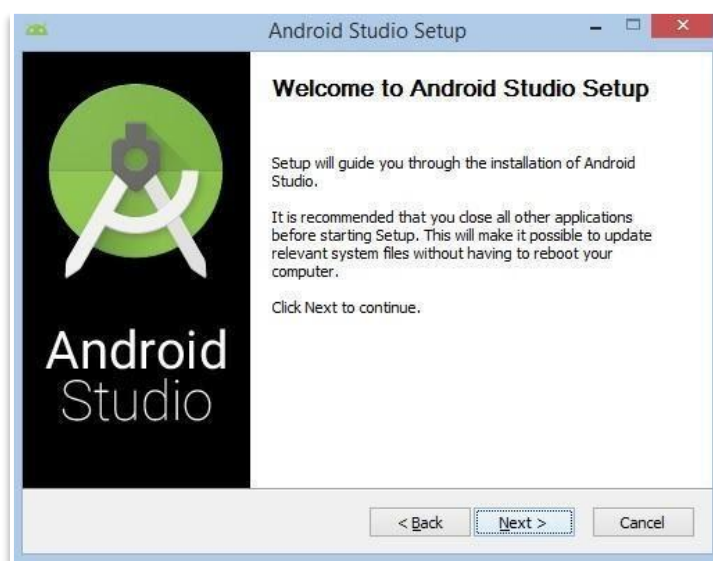 Android Studio Setup
Welcome to Android Studio Setup
Setup will guide you through the installation of Android
Studio.
It is recommended that you close all other applications
before starting Setup. This will make it possible to update
relevant system files without having to reboot your
computer.
Click Next to continue.
Android
Studio
< Back
Next >
Cancel